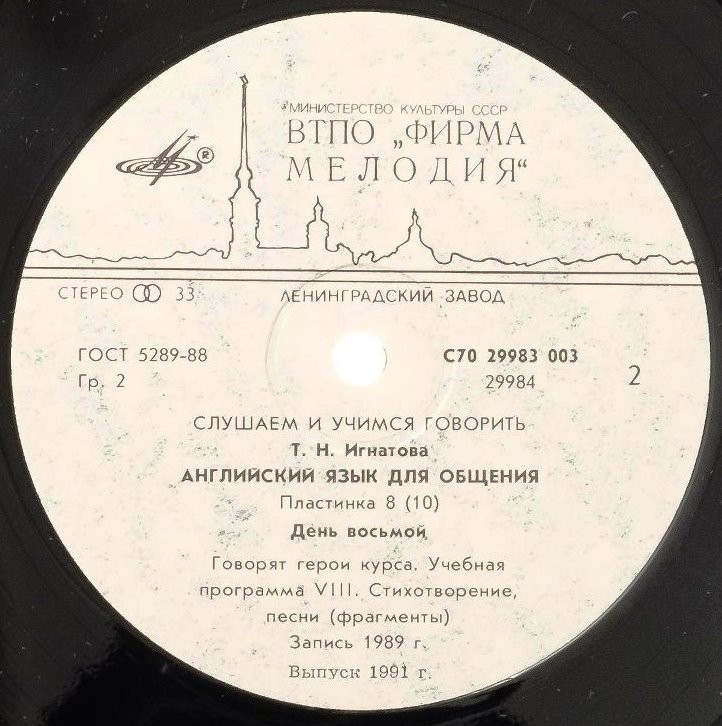 МИНИСТЕРСТВО КУЛЬТУРЫ СССР
ВТПО „ФИРМА
МЕЛОДИЯ“
®
СТЕРЕО 33 ЛЕНИНГРАДСКИЙ ЗАВОД
ГОСТ 5289-88 С70 29983 003
Гр. 2 29984 2
СЛУШАЕМ И УЧИМСЯ ГОВОРИТЬ
Т. Н. Игнатова
АНГЛИЙСКИЙ ЯЗЫК ДЛЯ ОБЩЕНИЯ
Пластинка 8 (10)
День восьмой
Говорят герои курса. Учебная
программа VIII. Стихотворение,
песни (фрагменты)
Запись 1989 г.
Выпуск 1991 г.